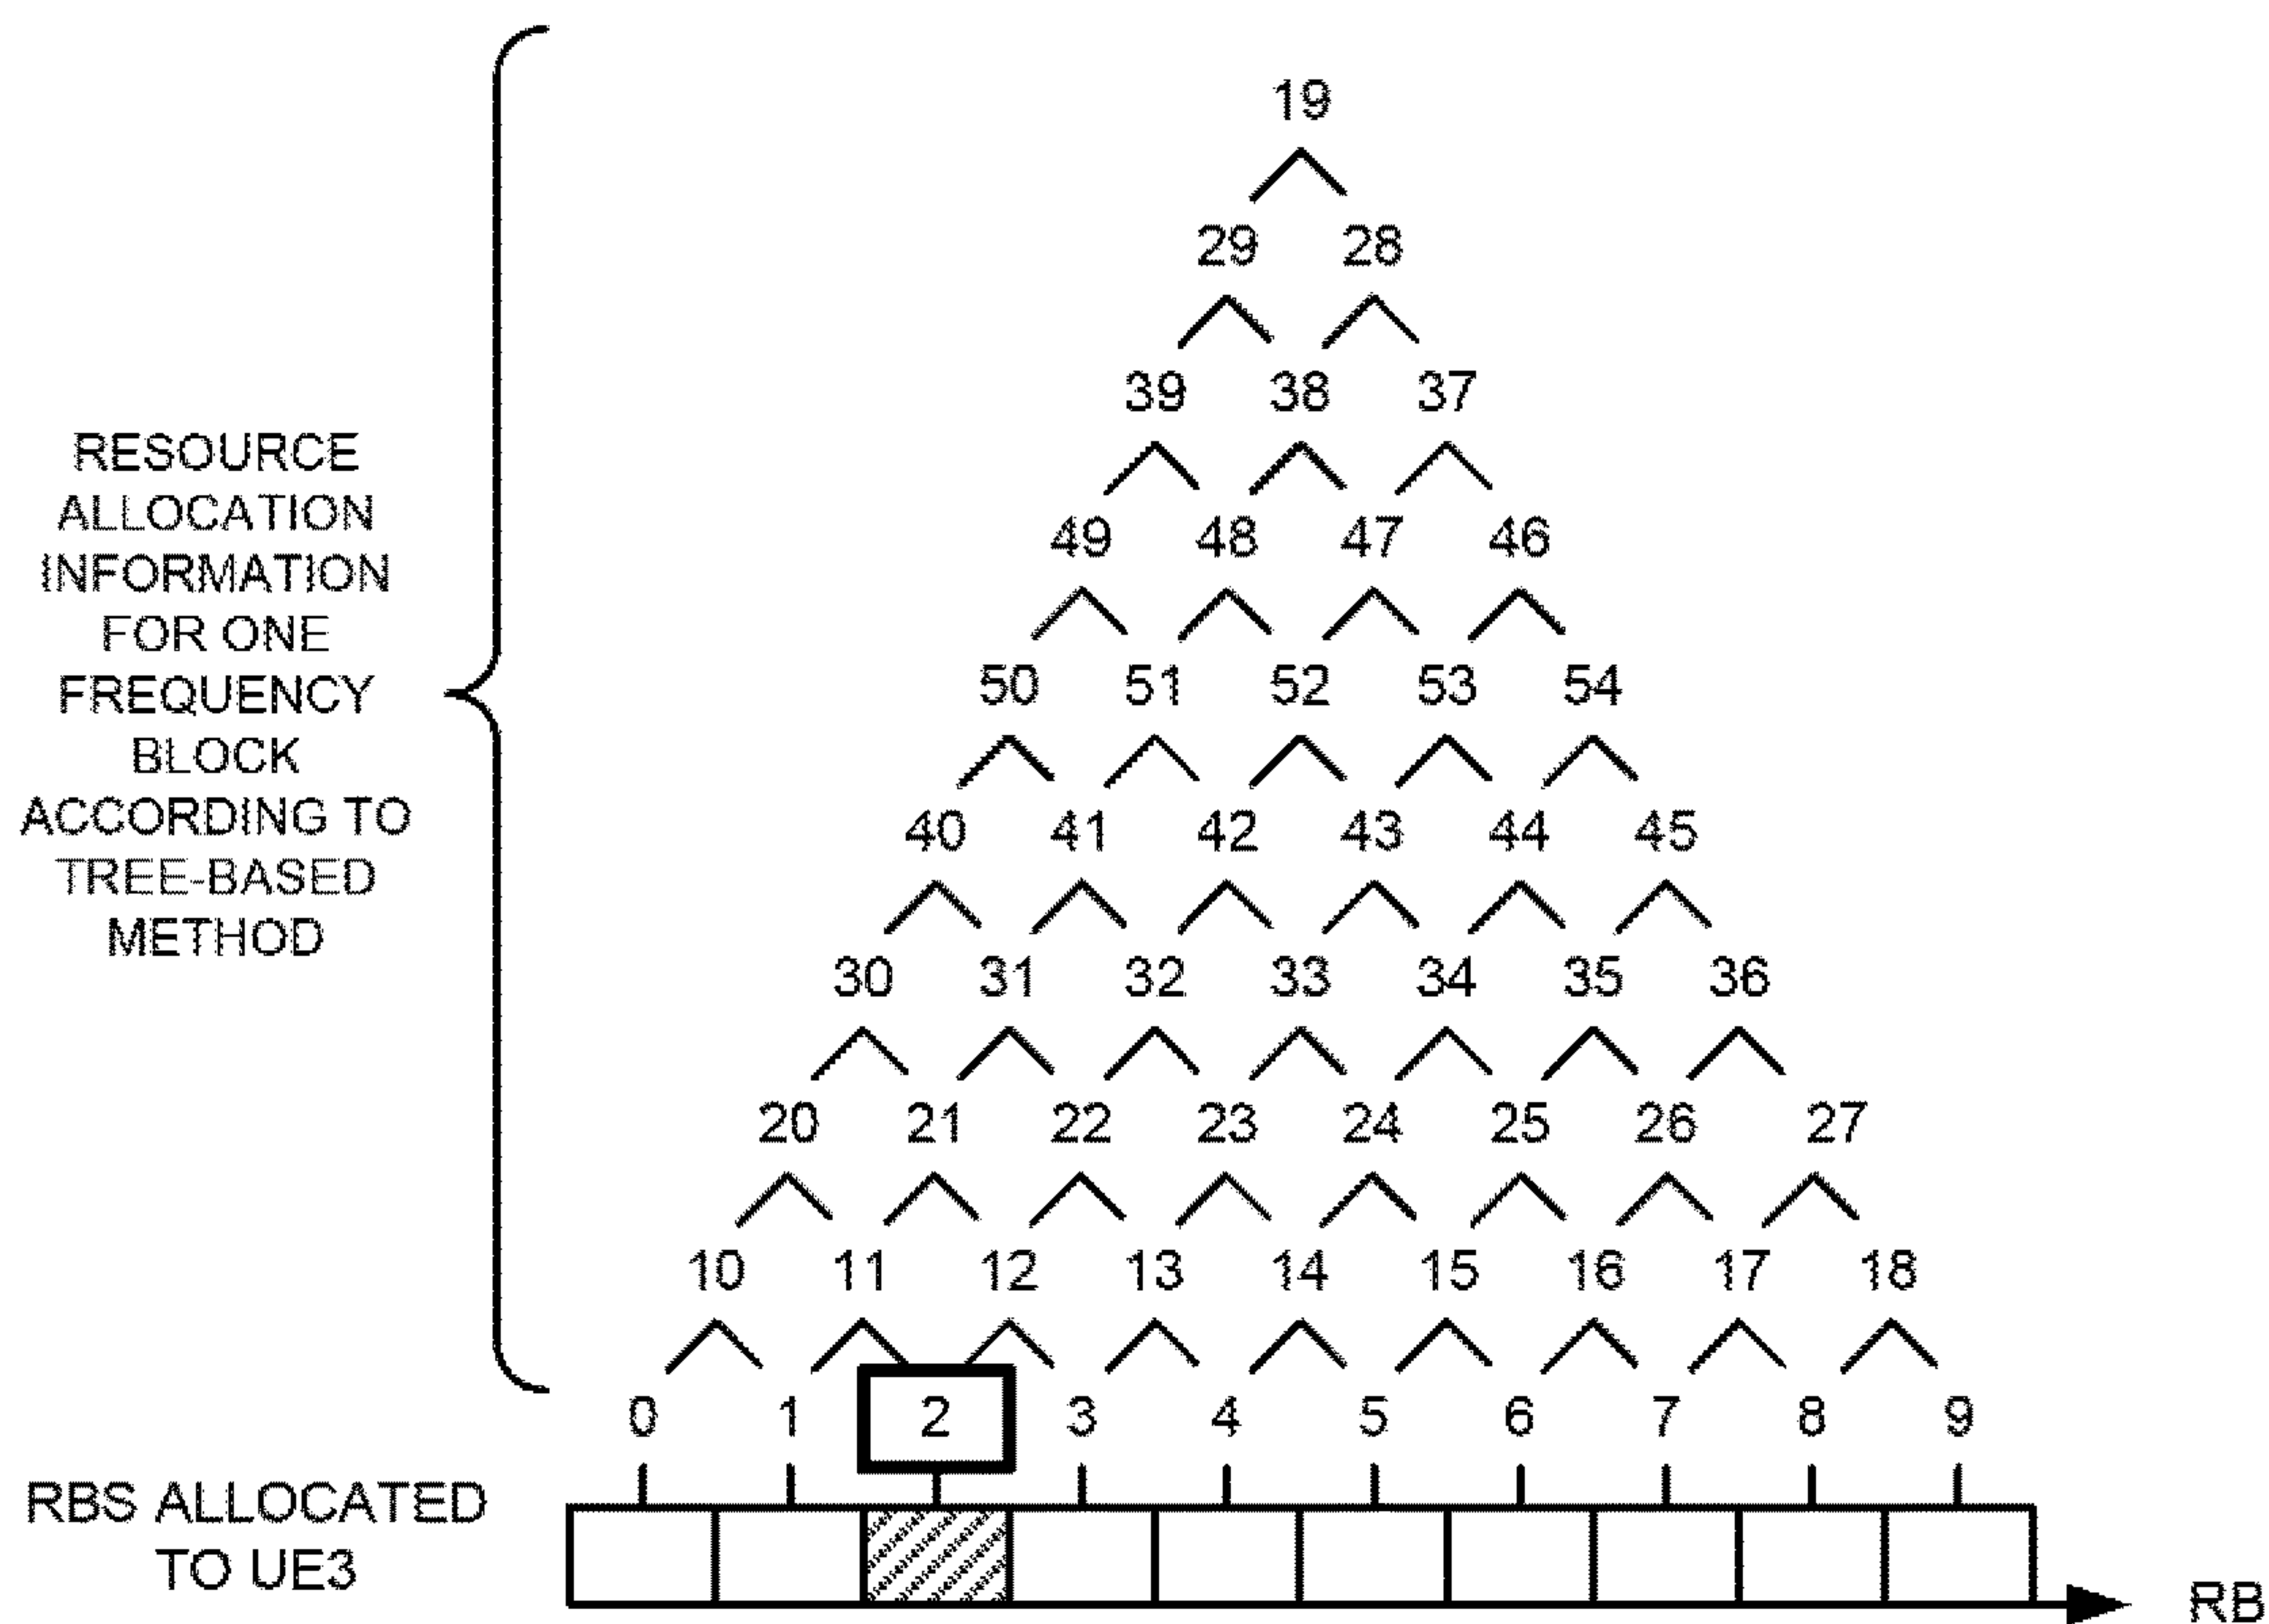 19
29 28
39 38 37
49 48 47 46
50 51 52 53 54
40 41 42 43 44 45
30 31 32 33 34 35 36
20 21 22 23 24 25 26 27
10 11 12 13 14 15 16 17 18
0 1 2 3 4 5 6 7 8 9
RESOURCE
ALLOCATION
INFORMATION
FOR ONE
FREQUENCY
BLOCK
ACCORDING TO
TREE-BASED
METHOD
RBS ALLOCATED
TO UE3
RB